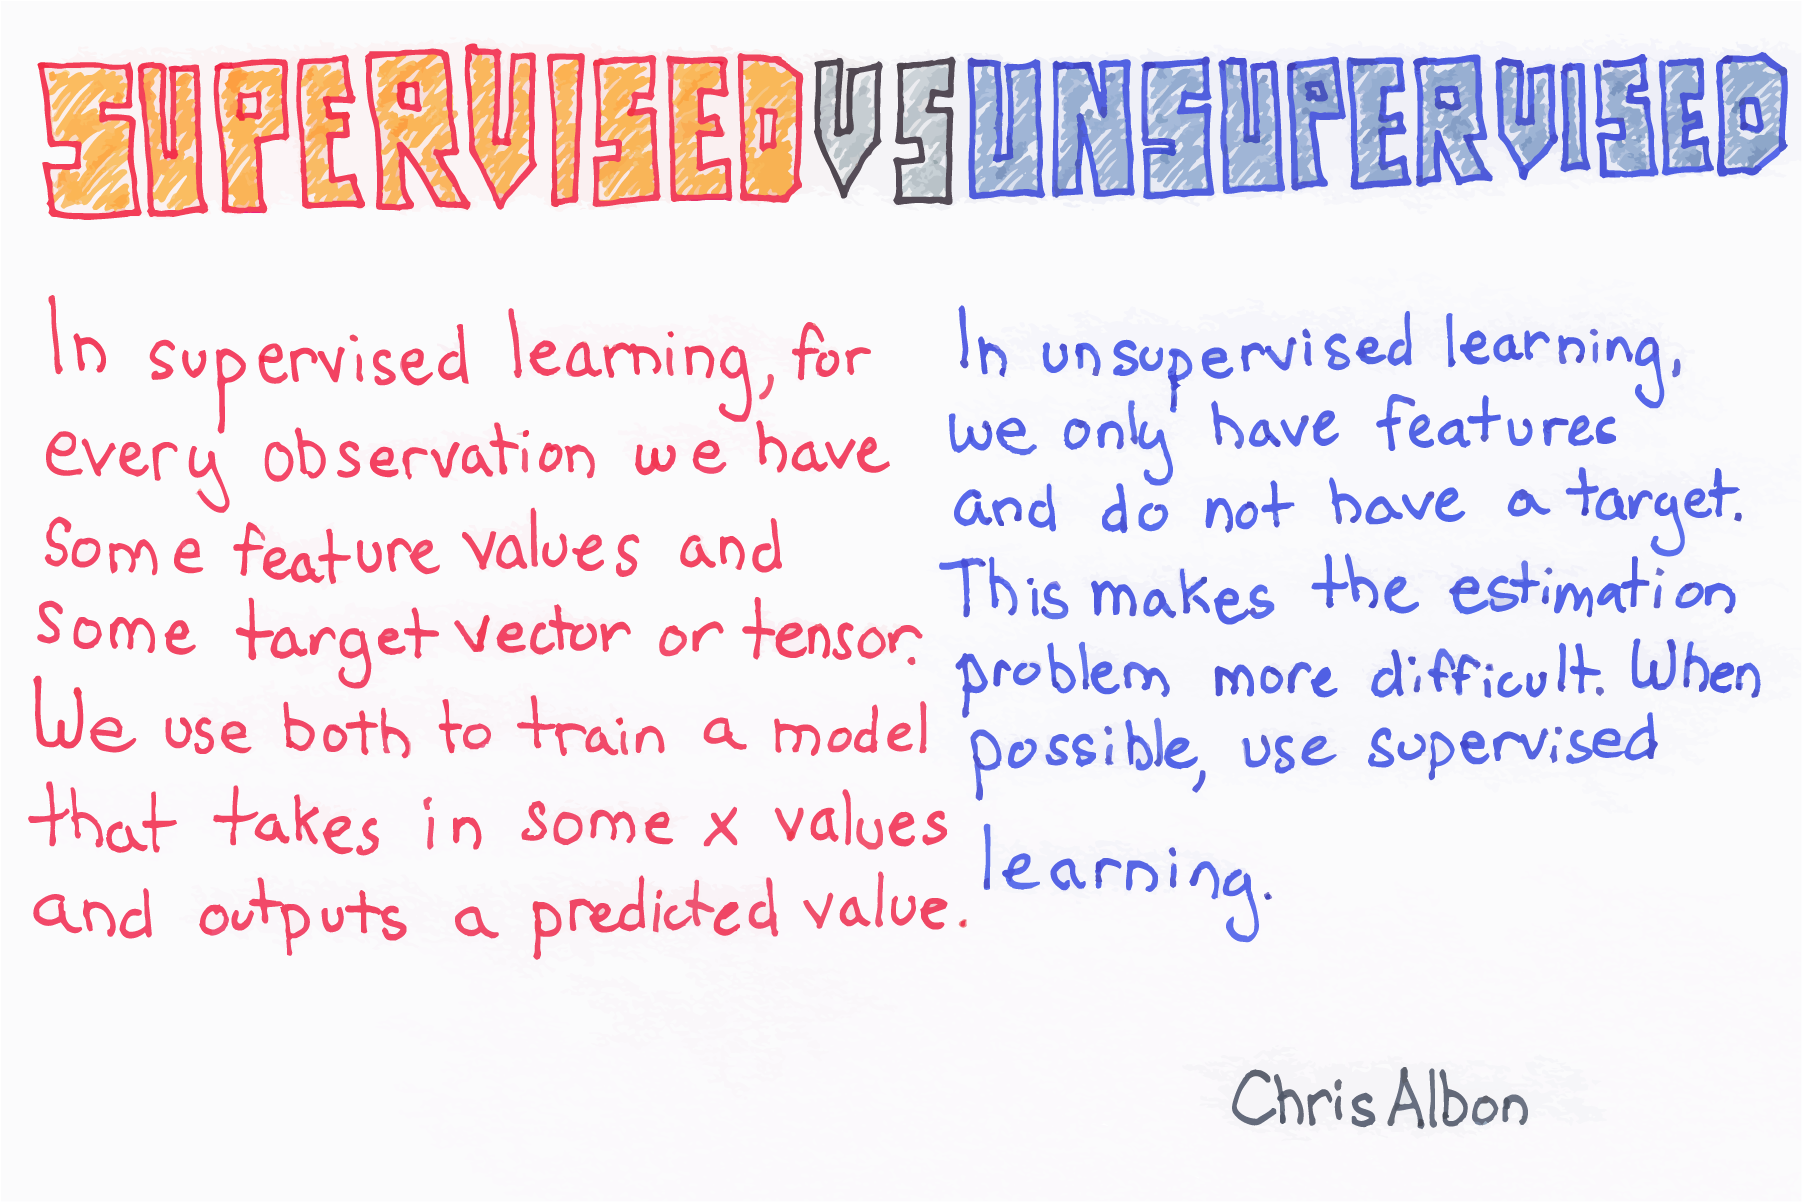 SUPERVISED VS UNSUPERVISED
In supervised learning, for
every observation we have
some feature values and
some target vector or tensor.
We use both to train a model
that takes in some x values
and outputs a predicted value.
In unsupervised learning,
we only have features
and do not have a target.
This makes the estimation
problem more difficult. When
possible, use supervised
learning.
Chris Albon